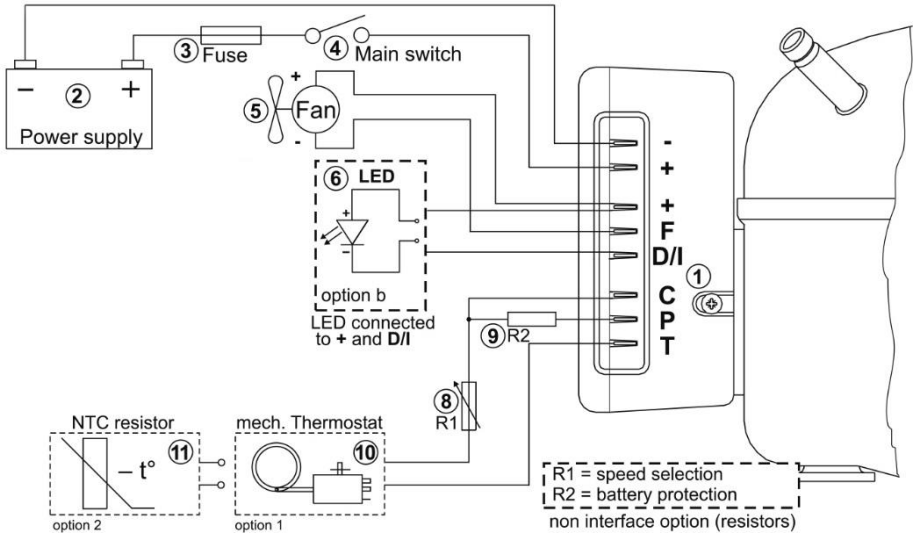 3 Fuse
4 Main switch
- 2 +
Power supply
5 Fan + -
6 LED
+
-
option b
LED connected
to + and D/I
-
+
+
F
D/I
C
P
T
1
9 R2
8
R1
NTC resistor
11
- t°
option 2
mech. Thermostat
10
option 1
R1 = speed selection
R2 = battery protection
non interface option (resistors)